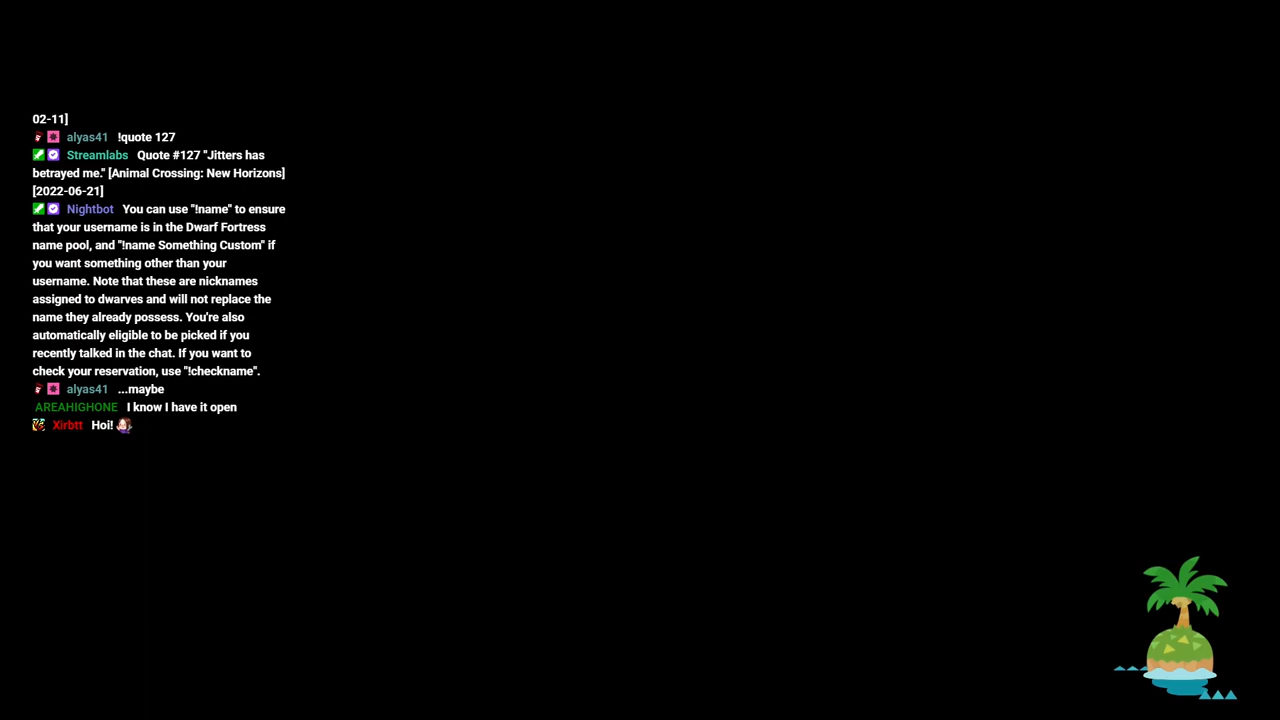 02-11]
alyas41 !quote 127
Streamlabs Quote #127 "Jitters has
betrayed me." [Animal Crossing: New Horizons]
[2022-06-21]
Nightbot You can use "!name" to ensure
that your username is in the Dwarf Fortress
name pool, and "!name Something Custom" if
you want something other than your
username. Note that these are nicknames
assigned to dwarves and will not replace the
name they already possess. You're also
automatically eligible to be picked if you
recently talked in the chat. If you want to
check your reservation, use "!checkname".
alyas41 ...maybe
AREAHIGHONE I know I have it open
Xirbtt Hoi!